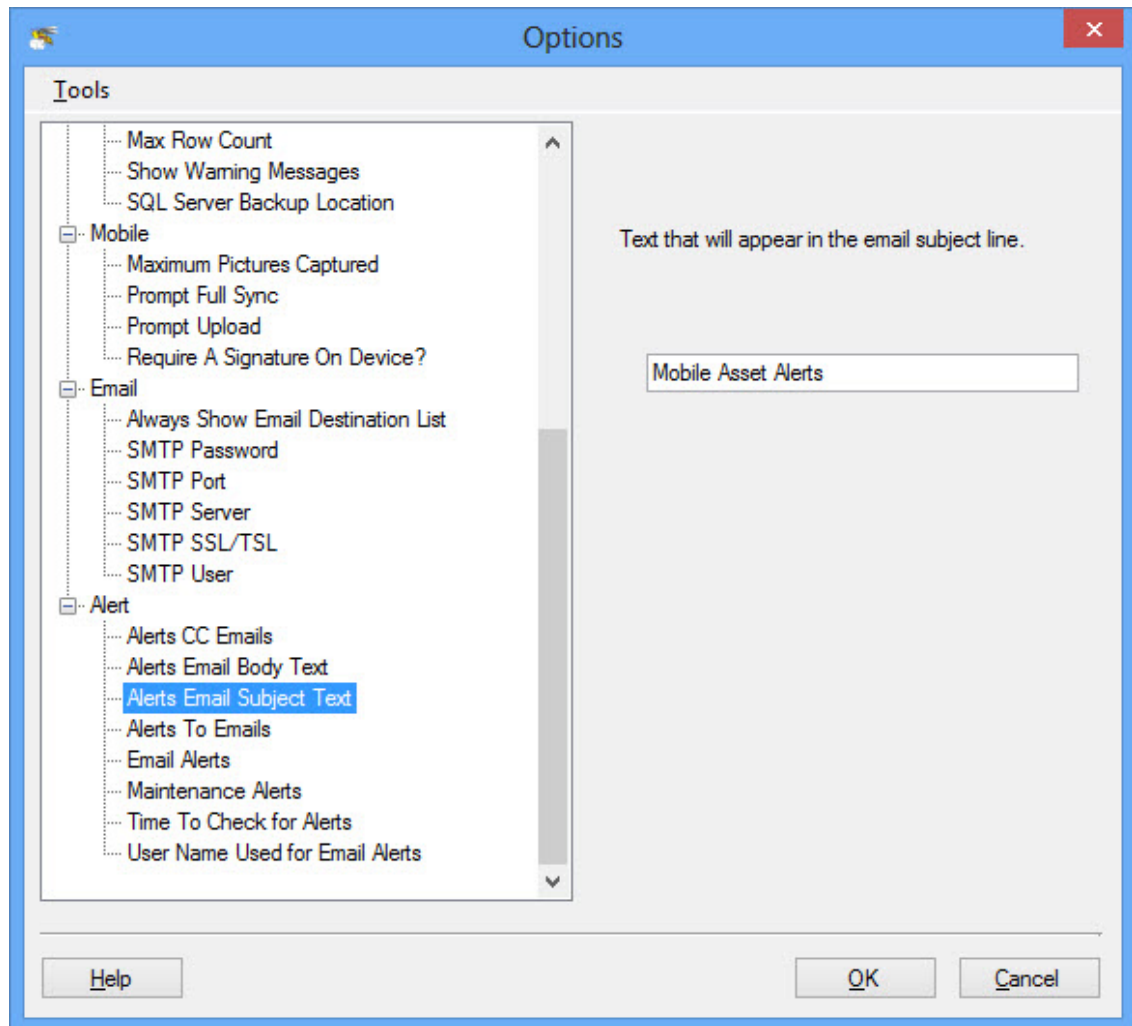 Options
Tools
Max Row Count
Show Warning Messages
SQL Server Backup Location
Mobile
Maximum Pictures Captured
Prompt Full Sync
Prompt Upload
Require A Signature On Device?
Email
Always Show Email Destination List
SMTP Password
SMTP Port
SMTP Server
SMTP SSL/TSL
SMTP User
Alert
Alerts CC Emails
Alerts Email Body Text
Alerts Email Subject Text
Alerts To Emails
Email Alerts
Maintenance Alerts
Time To Check for Alerts
User Name Used for Email Alerts
Text that will appear in the email subject line.
Mobile Asset Alerts
Help
OK
Cancel